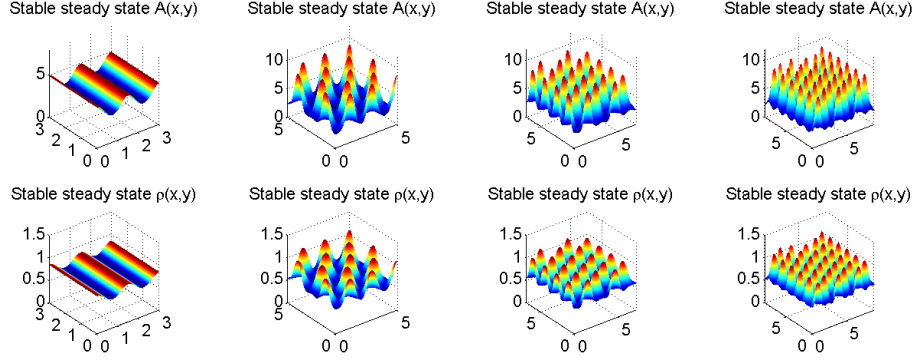 Stable steady state A(x,y) Stable steady state A(x,y) Stable steady state A(x,y) Stable steady state A(x,y)
5 10 10 10
0 5 5 5
3 0 0 0
2 5 5 5
1 5 5 5
0 0 1 2 3 0 0 0 0 0 0
Stable steady state ρ(x,y) Stable steady state ρ(x,y) Stable steady state ρ(x,y) Stable steady state ρ(x,y)
1.5 1.5 1.5 1.5
1 1 1 1
0.5 0.5 0.5 0.5
0 0 0 0
3 5 5 5
2 5 5 5
1 3
0 0 1 2 0 0 0 0 0 0